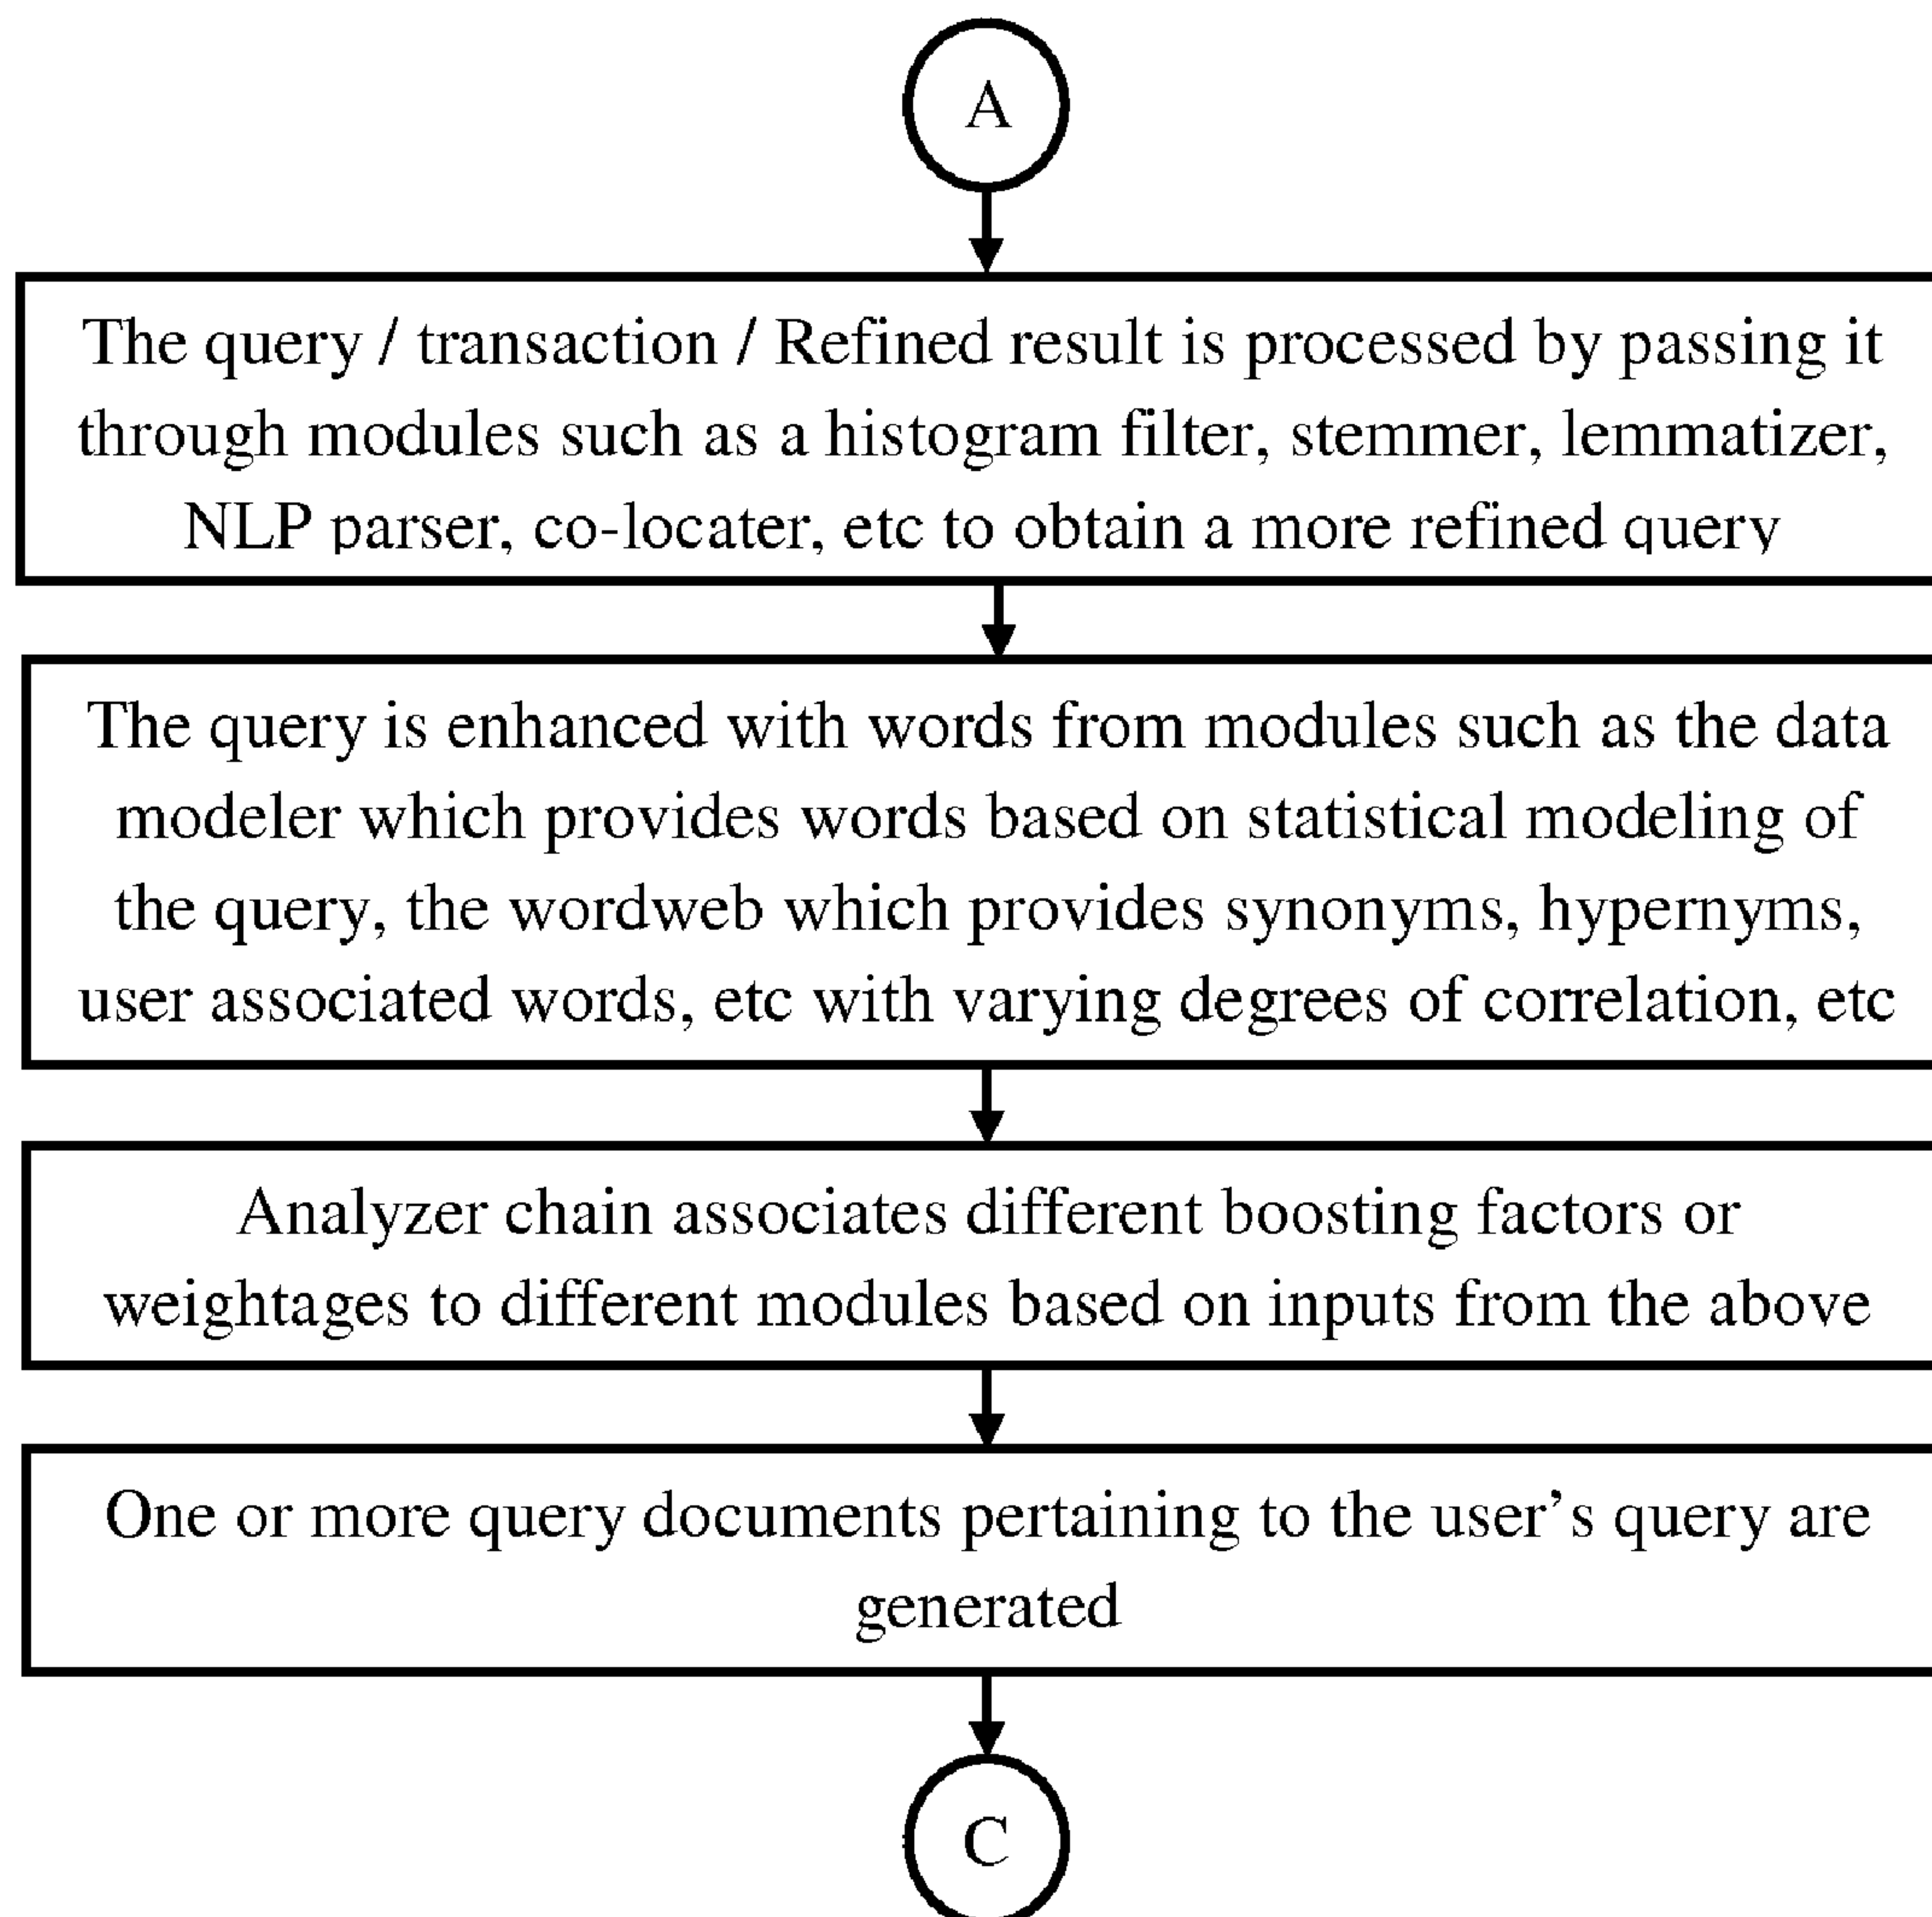 A
The query / transaction / Refined result is processed by passing it
through modules such as a histogram filter, stemmer, lemmatizer,
NLP parser, co-locater, etc to obtain a more refined query
The query is enhanced with words from modules such as the data
modeler which provides words based on statistical modeling of
the query, the wordweb which provides synonyms, hypernyms,
user associated words, etc with varying degrees of correlation, etc
Analyzer chain associates different boosting factors or
weightages to different modules based on inputs from the above
One or more query documents pertaining to the user’s query are
generated
C